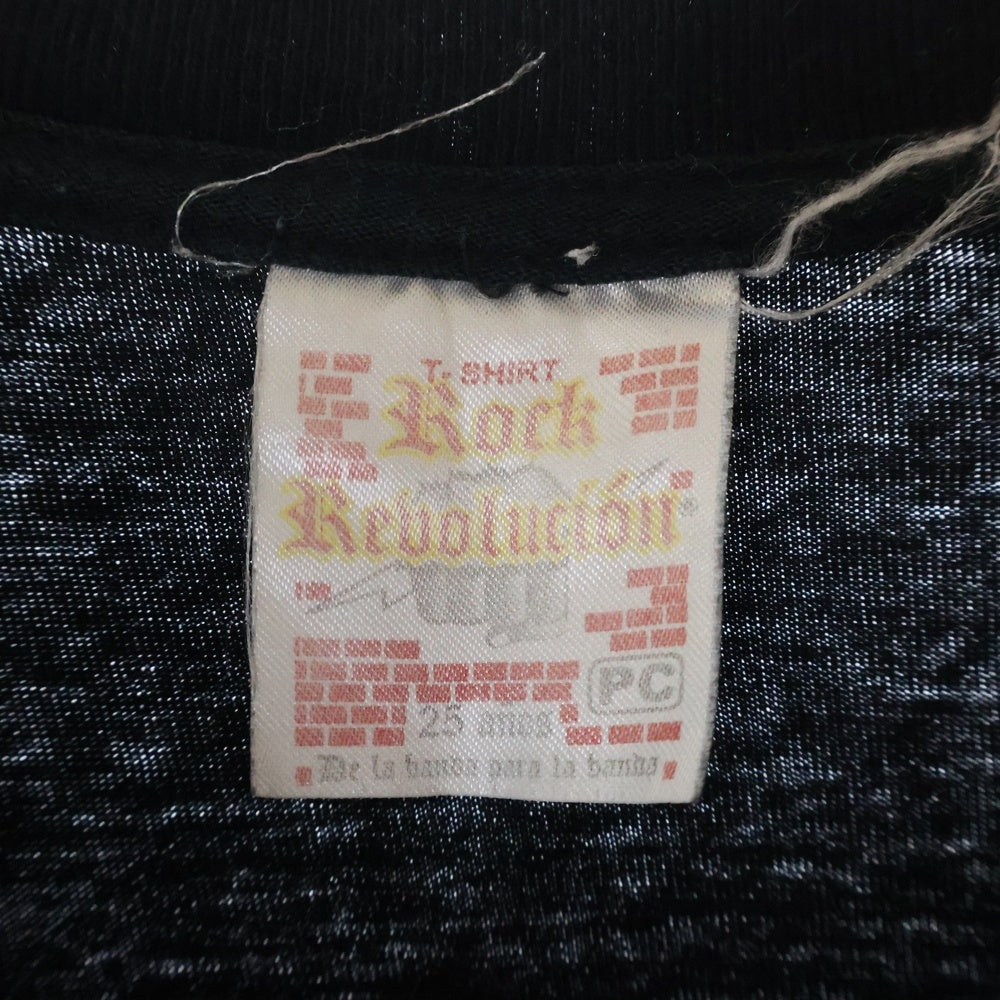 T-SHIRT
Rock
Revolución®
PC
25 años
De la banda para la banda